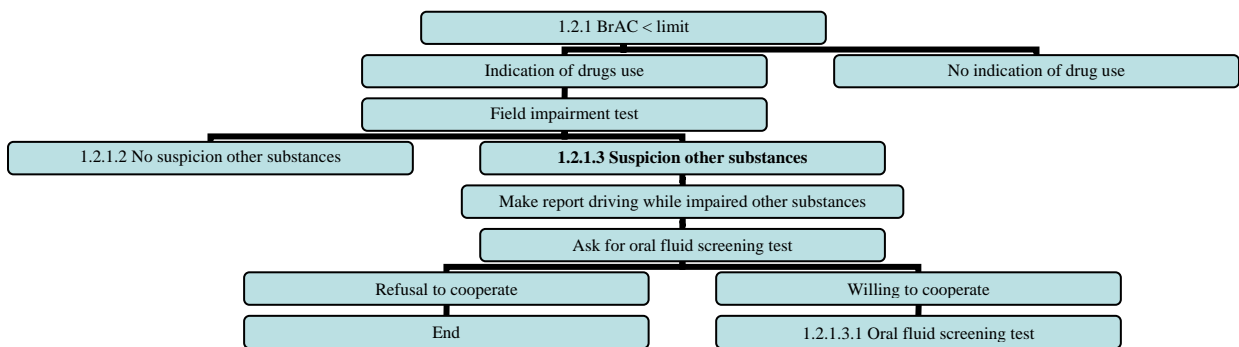 1.2.1 BrAC < limit
Indication of drugs use
No indication of drug use
Field impairment test
1.2.1.2 No suspicion other substances
1.2.1.3 Suspicion other substances
Make report driving while impaired other substances
Ask for oral fluid screening test
Refusal to cooperate
Willing to cooperate
End
1.2.1.3.1 Oral fluid screening test